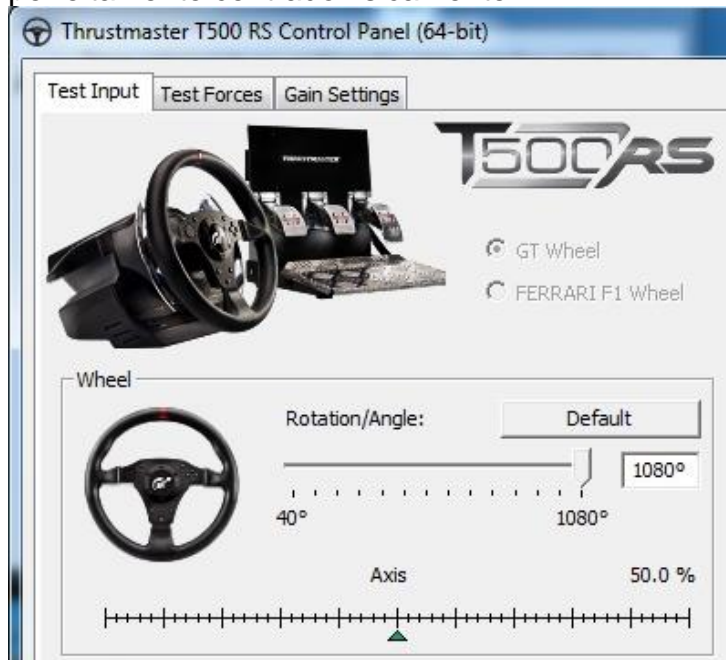 Thrustmaster T500 RS Control Panel (64-bit)
Test Input
Test Forces
Gain Settings
THRUSTMASTER
T500RS
GT Wheel
FERRARI F1 Wheel
Wheel
Rotation/Angle:
Default
1080°
40°
1080°
Axis
50.0 %